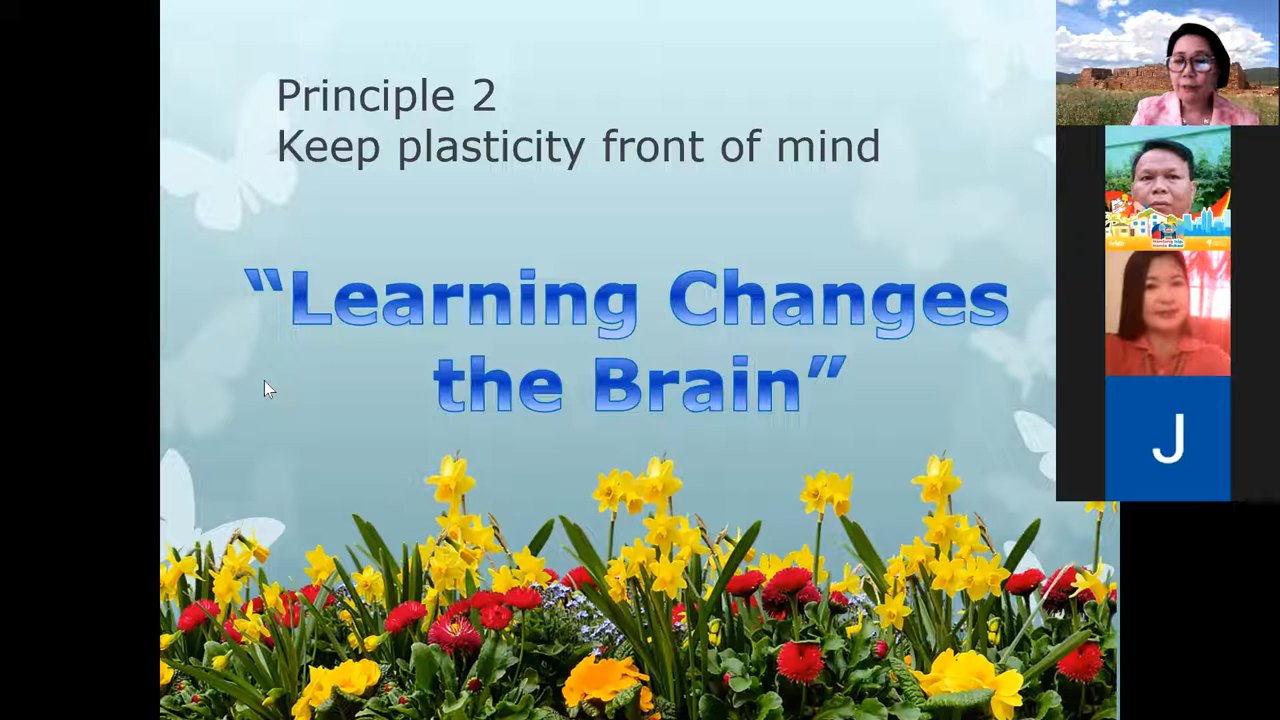 Principle 2
Keep plasticity front of mind
“Learning Changes
the Brain”
J